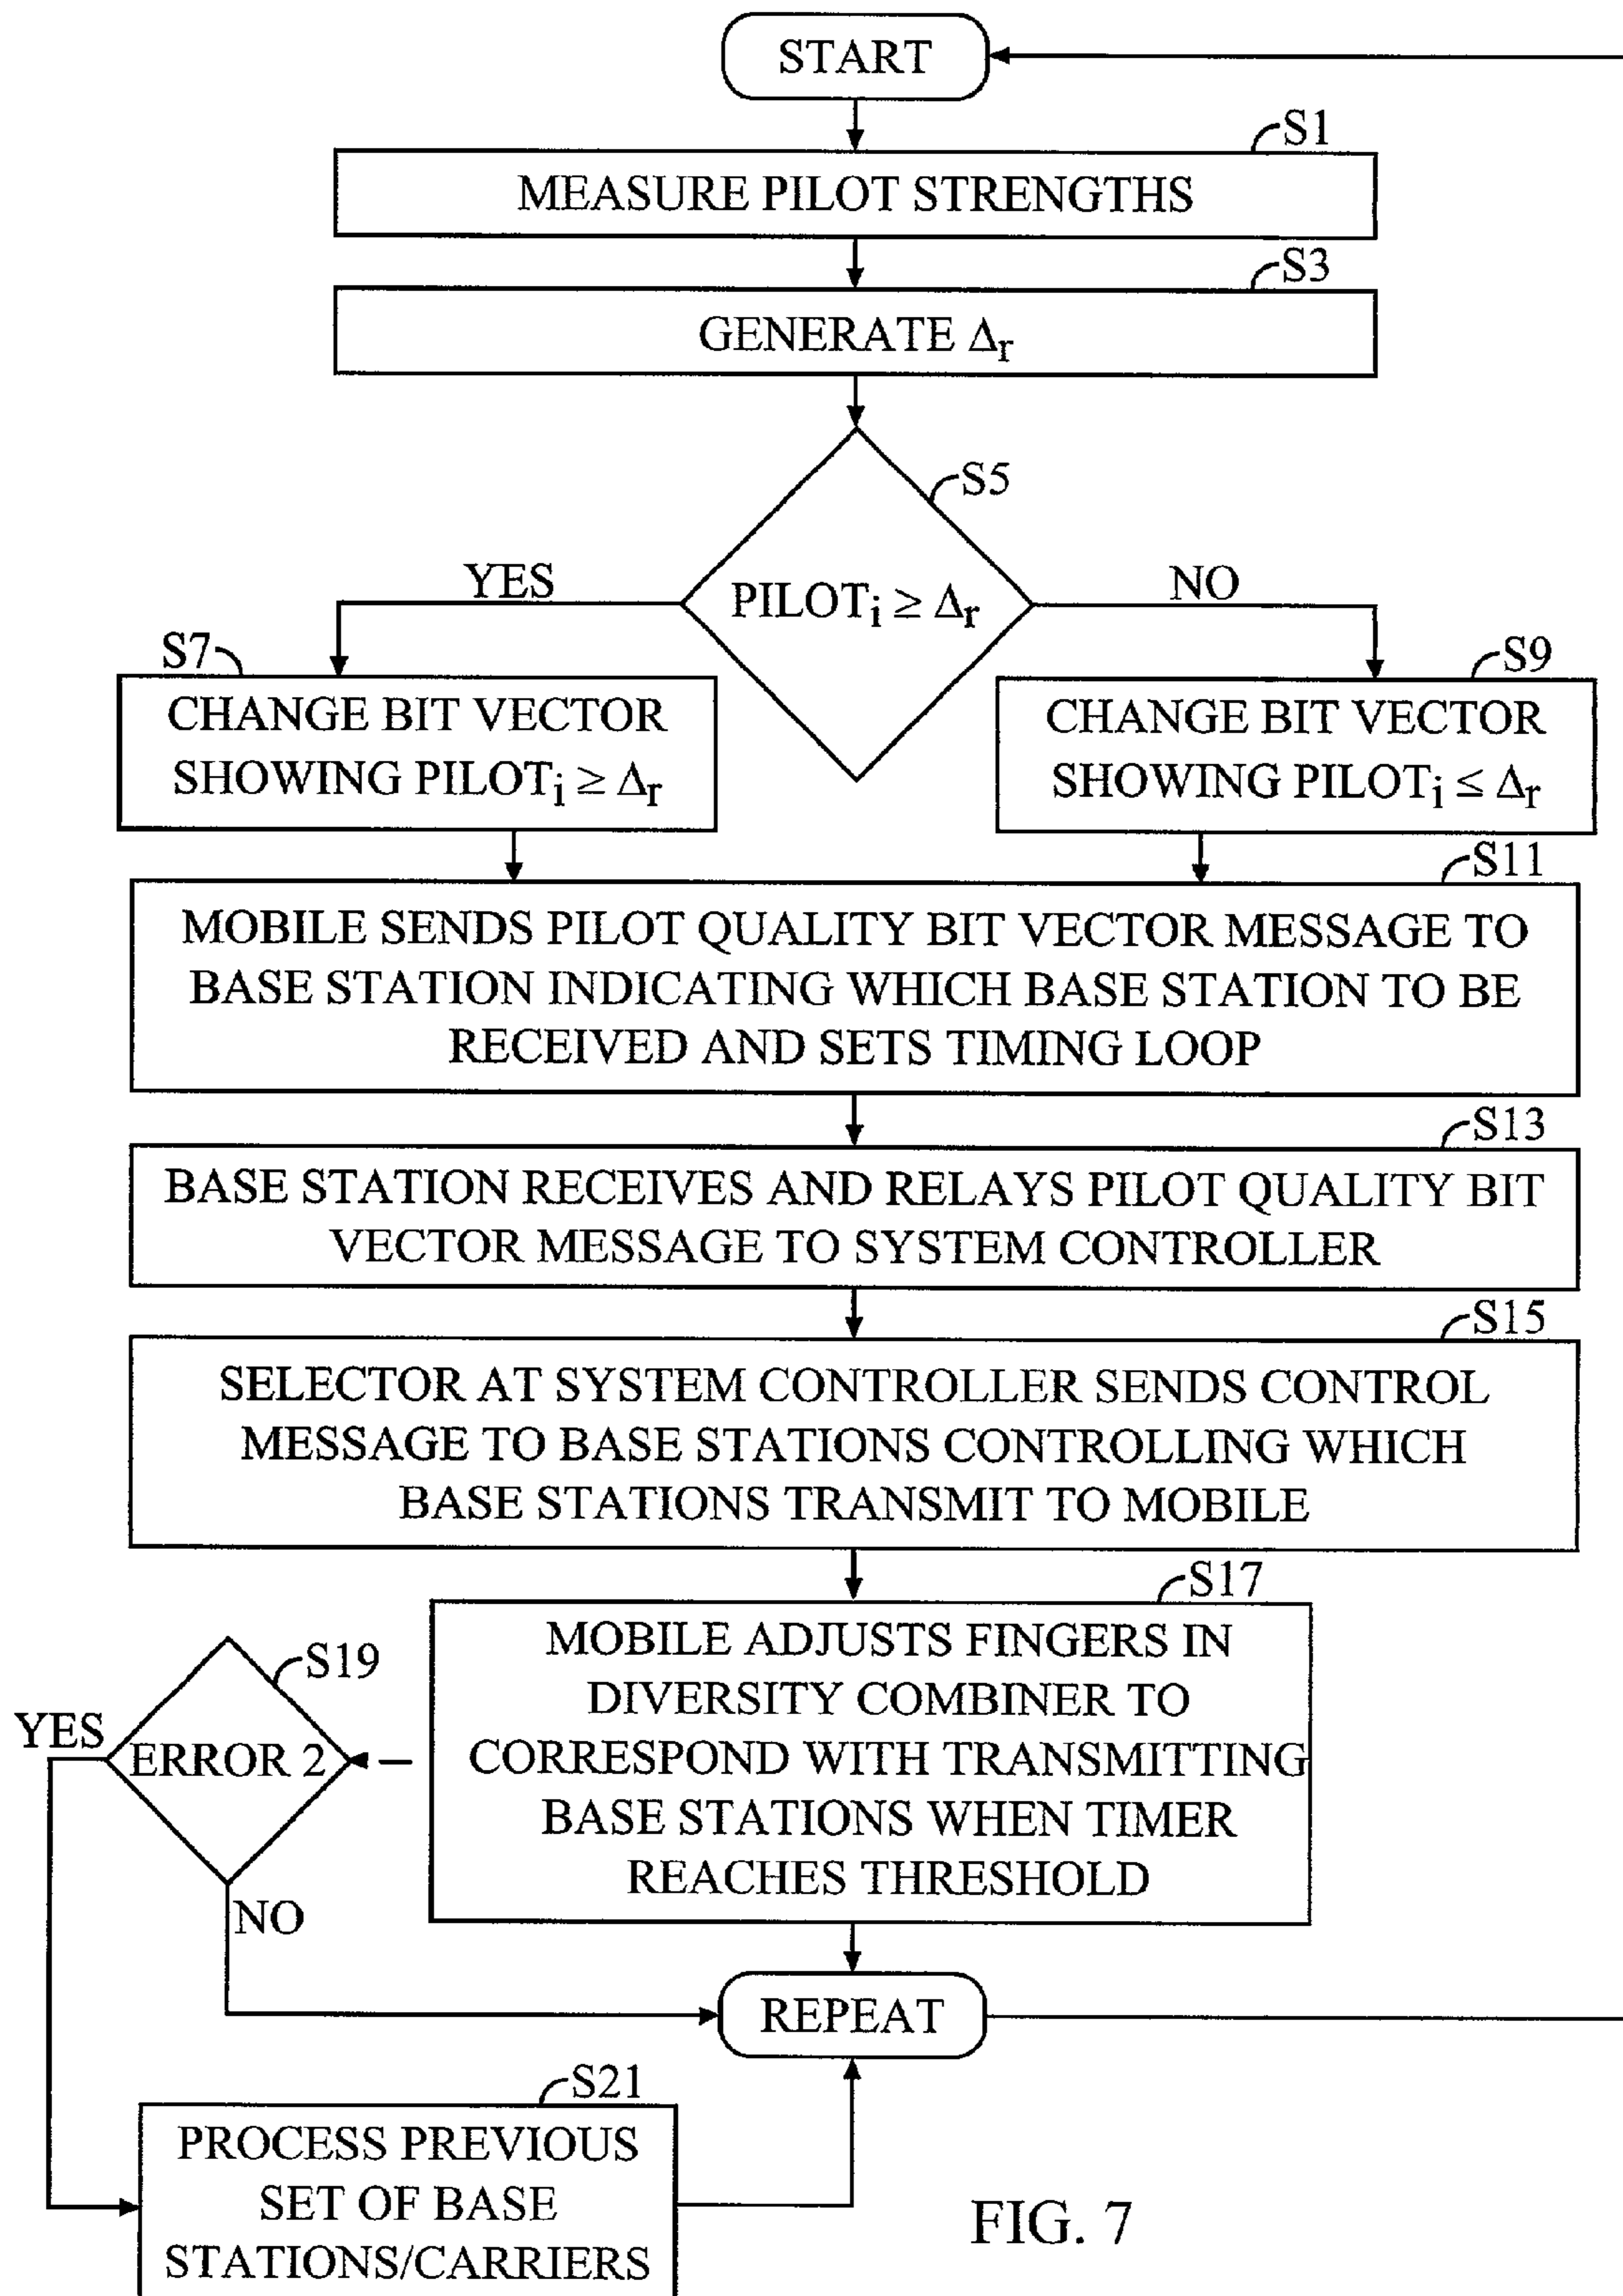 START
S1
MEASURE PILOT STRENGTHS
S3
GENERATE Δr
S5
PILOTi ≥ Δr
YES
NO
S7
CHANGE BIT VECTOR
SHOWING PILOTi ≥ Δr
S9
CHANGE BIT VECTOR
SHOWING PILOTi ≤ Δr
S11
MOBILE SENDS PILOT QUALITY BIT VECTOR MESSAGE TO
BASE STATION INDICATING WHICH BASE STATION TO BE
RECEIVED AND SETS TIMING LOOP
S13
BASE STATION RECEIVES AND RELAYS PILOT QUALITY BIT
VECTOR MESSAGE TO SYSTEM CONTROLLER
S15
SELECTOR AT SYSTEM CONTROLLER SENDS CONTROL
MESSAGE TO BASE STATIONS CONTROLLING WHICH
BASE STATIONS TRANSMIT TO MOBILE
S17
MOBILE ADJUSTS FINGERS IN
DIVERSITY COMBINER TO
CORRESPOND WITH TRANSMITTING
BASE STATIONS WHEN TIMER
REACHES THRESHOLD
S19
YES
ERROR 2
NO
REPEAT
S21
PROCESS PREVIOUS
SET OF BASE
STATIONS/CARRIERS
FIG. 7